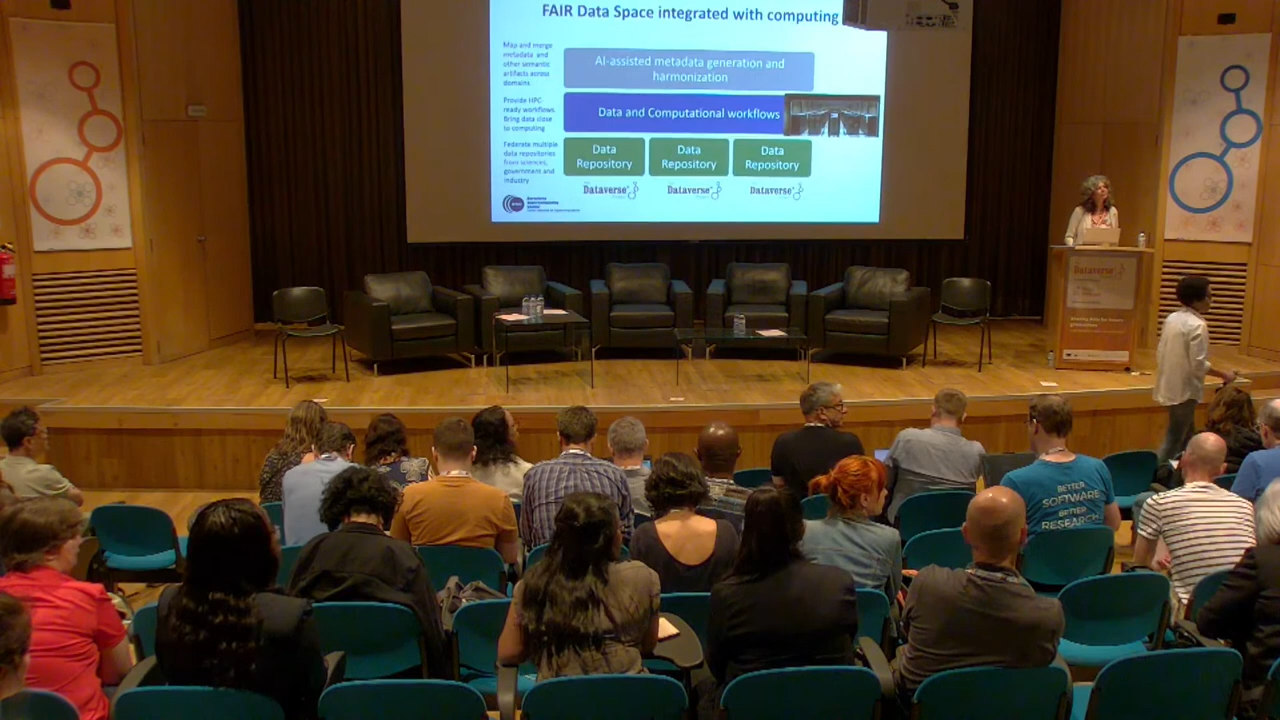 FAIR Data Space integrated with computing
Map and merge
metadata and
other semantic
artifacts across
domains.
AI-assisted metadata generation and
harmonization
Provide HPC-
ready workflows.
Bring data close
to computing
Data and Computational workflows
Federate multiple
data repositories
from sciences,
government and
industry
Data
Repository
Data
Repository
Data
Repository
Dataverse
Dataverse
Dataverse
Barcelona
Supercomputing
Center
Dataverse
BETTER
SOFTWARE
BETTER
RESEARCH